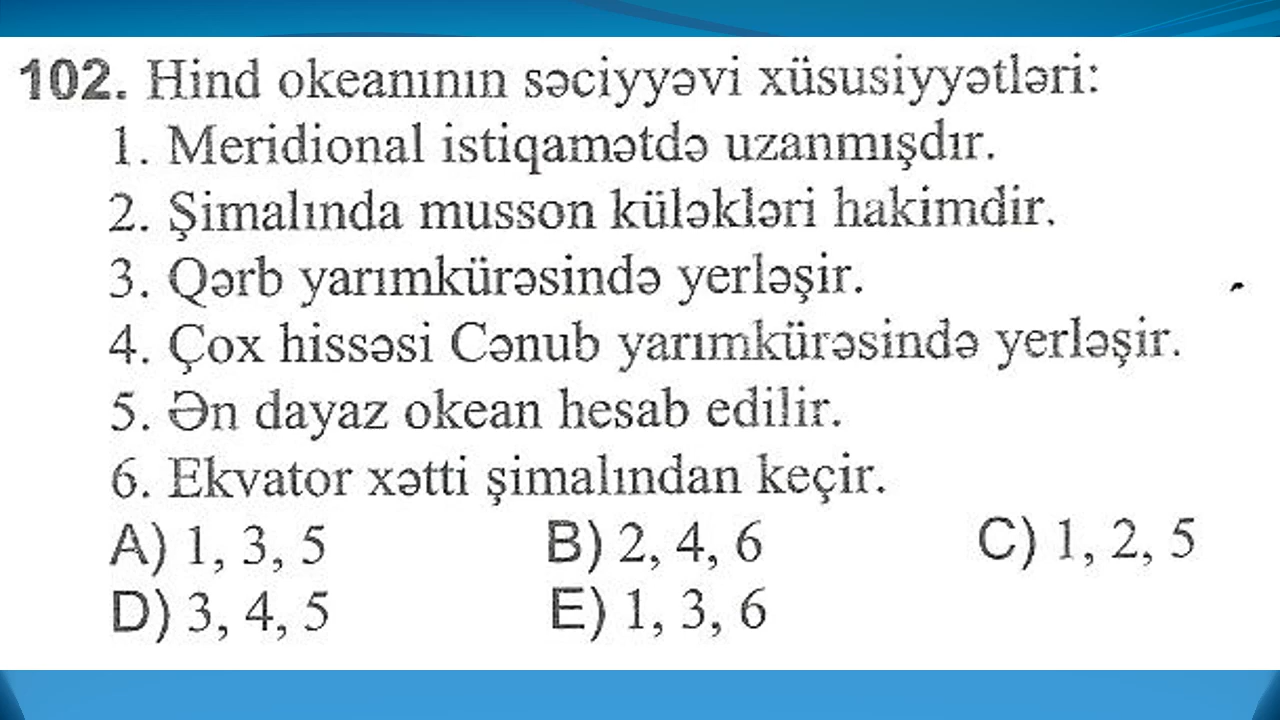 102. Hind okeanının səciyyəvi xüsusiyyətləri:
1. Meridional istiqamətdə uzanmışdır.
2. Şimalında musson küləkləri hakimdir.
3. Qərb yarımkürəsində yerləşir.
4. Çox hissəsi Cənub yarımkürəsində yerləşir.
5. Ən dayaz okean hesab edilir.
6. Ekvator xətti şimalından keçir.
A) 1, 3, 5 B) 2, 4, 6 C) 1, 2, 5
D) 3, 4, 5 E) 1, 3, 6